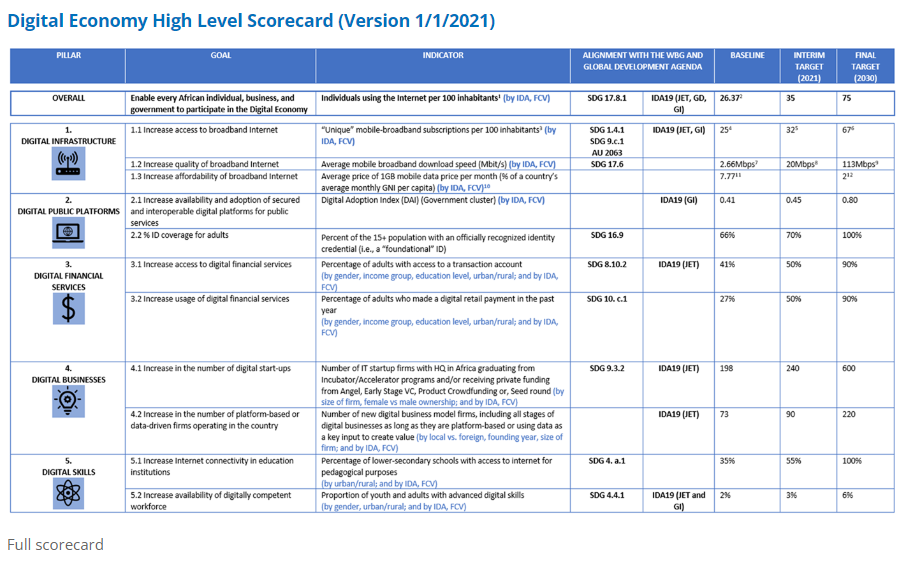 Digital Economy High Level Scorecard (Version 1/1/2021)
PILLAR
GOAL
INDICATOR
ALIGNMENT WITH THE WBG AND
GLOBAL DEVELOPMENT AGENDA
BASELINE
INTERIM
TARGET
(2021)
FINAL
TARGET
(2030)
OVERALL
Enable every African individual, business, and
government to participate in the Digital Economy
Individuals using the Internet per 100 inhabitants¹ (by IDA, FCV)
SDG 17.8.1
IDA19 (JET, GD,
GI)
26.37²
35
75
1.
DIGITAL INFRASTRUCTURE
1.1 Increase access to broadband Internet
"Unique" mobile-broadband subscriptions per 100 inhabitants³ (by
IDA, FCV)
SDG 1.4.1
SDG 9.c.1
AU 2063
IDA19 (JET, GI)
25⁴
32⁵
67⁶
1.2 Increase quality of broadband Internet
Average mobile broadband download speed (Mbit/s) (by IDA, FCV)
SDG 17.6
2.66Mbps⁷
20Mbps⁸
113Mbps⁹
1.3 Increase affordability of broadband Internet
Average price of 1GB mobile data price per month (% of a country's
average monthly GNI per capita) (by IDA, FCV)¹⁰
7.77¹¹
2¹²
2.
DIGITAL PUBLIC PLATFORMS
2.1 Increase availability and adoption of secured
and interoperable digital platforms for public
services
Digital Adoption Index (DAI) (Government cluster) (by IDA, FCV)
IDA19 (GI)
0.41
0.45
0.80
2.2 % ID coverage for adults
Percent of the 15+ population with an officially recognized identity
credential (i.e., a "foundational" ID)
SDG 16.9
66%
70%
100%
3.
DIGITAL FINANCIAL
SERVICES
3.1 Increase access to digital financial services
Percentage of adults with access to a transaction account
(by gender, income group, education level, urban/rural; and by IDA,
FCV)
SDG 8.10.2
IDA19 (JET)
41%
50%
90%
3.2 Increase usage of digital financial services
Percentage of adults who made a digital retail payment in the past
year
(by gender, income group, education level, urban/rural; and by IDA,
FCV)
SDG 10. c.1
27%
50%
90%
4.
DIGITAL BUSINESSES
4.1 Increase in the number of digital start-ups
Number of IT startup firms with HQ in Africa graduating from
Incubator/Accelerator programs and/or receiving private funding
from Angel, Early Stage VC, Product Crowdfunding or, Seed round (by
size of firm, female vs male ownership; and by IDA, FCV)
SDG 9.3.2
IDA19 (JET)
198
240
600
4.2 Increase in the number of platform-based or
data-driven firms operating in the country
Number of new digital business model firms, including all stages of
digital businesses as long as they are platform-based or using data as
a key input to create value (by local vs. foreign, founding year, size of
firm; and by IDA, FCV)
IDA19 (JET)
73
90
220
5.
DIGITAL SKILLS
5.1 Increase Internet connectivity in education
institutions
Percentage of lower-secondary schools with access to internet for
pedagogical purposes
(by urban/rural; and by IDA, FCV)
SDG 4. a.1
35%
55%
100%
5.2 Increase availability of digitally competent
workforce
Proportion of youth and adults with advanced digital skills
(by gender, urban/rural; and by IDA, FCV)
SDG 4.4.1
IDA19 (JET and
GI)
2%
3%
6%
Full scorecard